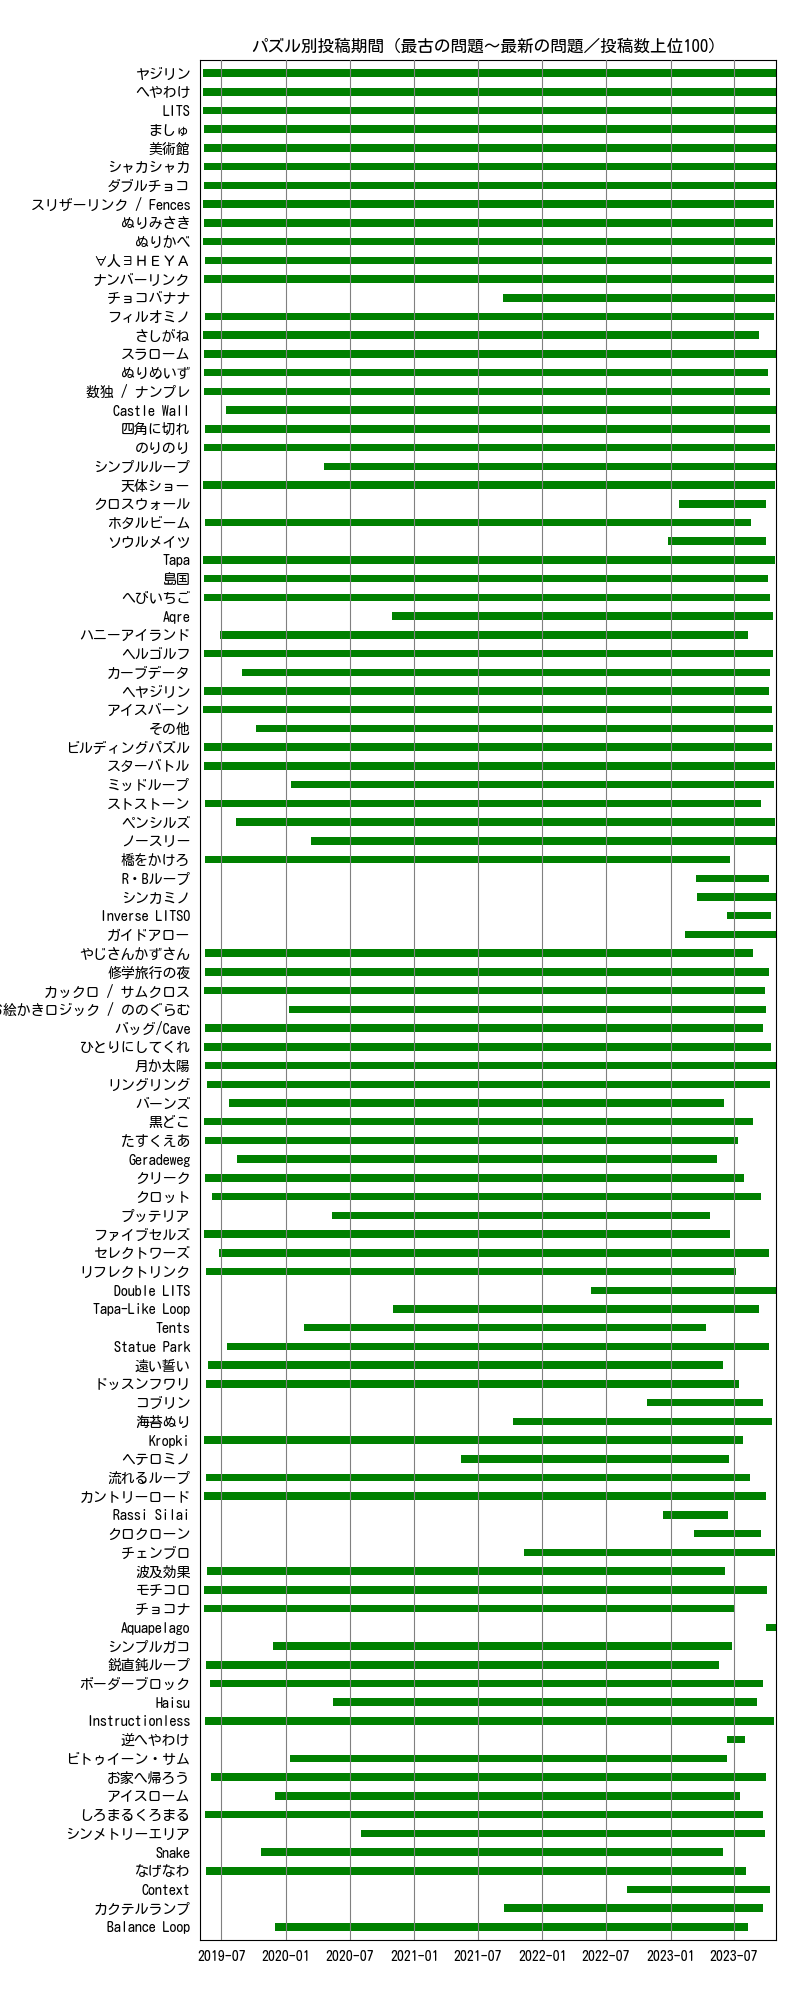 パズル別投稿期間（最古の問題～最新の問題／投稿数上位100）
ヤジリン
へやわけ
LITS
ましゅ
美術館
シャカシャカ
ダブルチョコ
スリザーリンク / Fences
ぬりみさき
ぬりかべ
∀人ヨＨＥＹＡ
ナンバーリンク
チョコバナナ
フィルオミノ
さしがね
スラローム
ぬりめいず
数独 / ナンプレ
Castle Wall
四角に切れ
のりのり
シンプルループ
天体ショー
クロスウォール
ホタルビーム
ソウルメイツ
Tapa
島国
へびいちご
Aqre
ハニーアイランド
ヘルゴルフ
カーブデータ
ヘヤジリン
アイスバーン
その他
ビルディングパズル
スターバトル
ミッドループ
ストストーン
ペンシルズ
ノースリー
橋をかけろ
R・Bループ
シンカミノ
Inverse LITSO
ガイドアロー
やじさんかずさん
修学旅行の夜
カックロ / サムクロス
絵かきロジック / ののぐらむ
バッグ/Cave
ひとりにしてくれ
月か太陽
リングリング
バーンズ
黒どこ
たすくえあ
Geradeweg
クリーク
クロット
プッテリア
ファイブセルズ
セレクトワーズ
リフレクトリンク
Double LITS
Tapa-Like Loop
Tents
Statue Park
遠い誓い
ドッスンフワリ
コブリン
海苔ぬり
Kropki
ヘテロミノ
流れるループ
カントリーロード
Rassi Silai
クロクローン
チェンブロ
波及効果
モチコロ
チョコナ
Aquapelago
シンプルガコ
鋭直鈍ループ
ボーダーブロック
Haisu
Instructionless
逆へやわけ
ビトゥイーン・サム
お家へ帰ろう
アイスローム
しろまるくろまる
シンメトリーエリア
Snake
なげなわ
Context
カクテルランプ
Balance Loop
2019-07 2020-01 2020-07 2021-01 2021-07 2022-01 2022-07 2023-01 2023-07